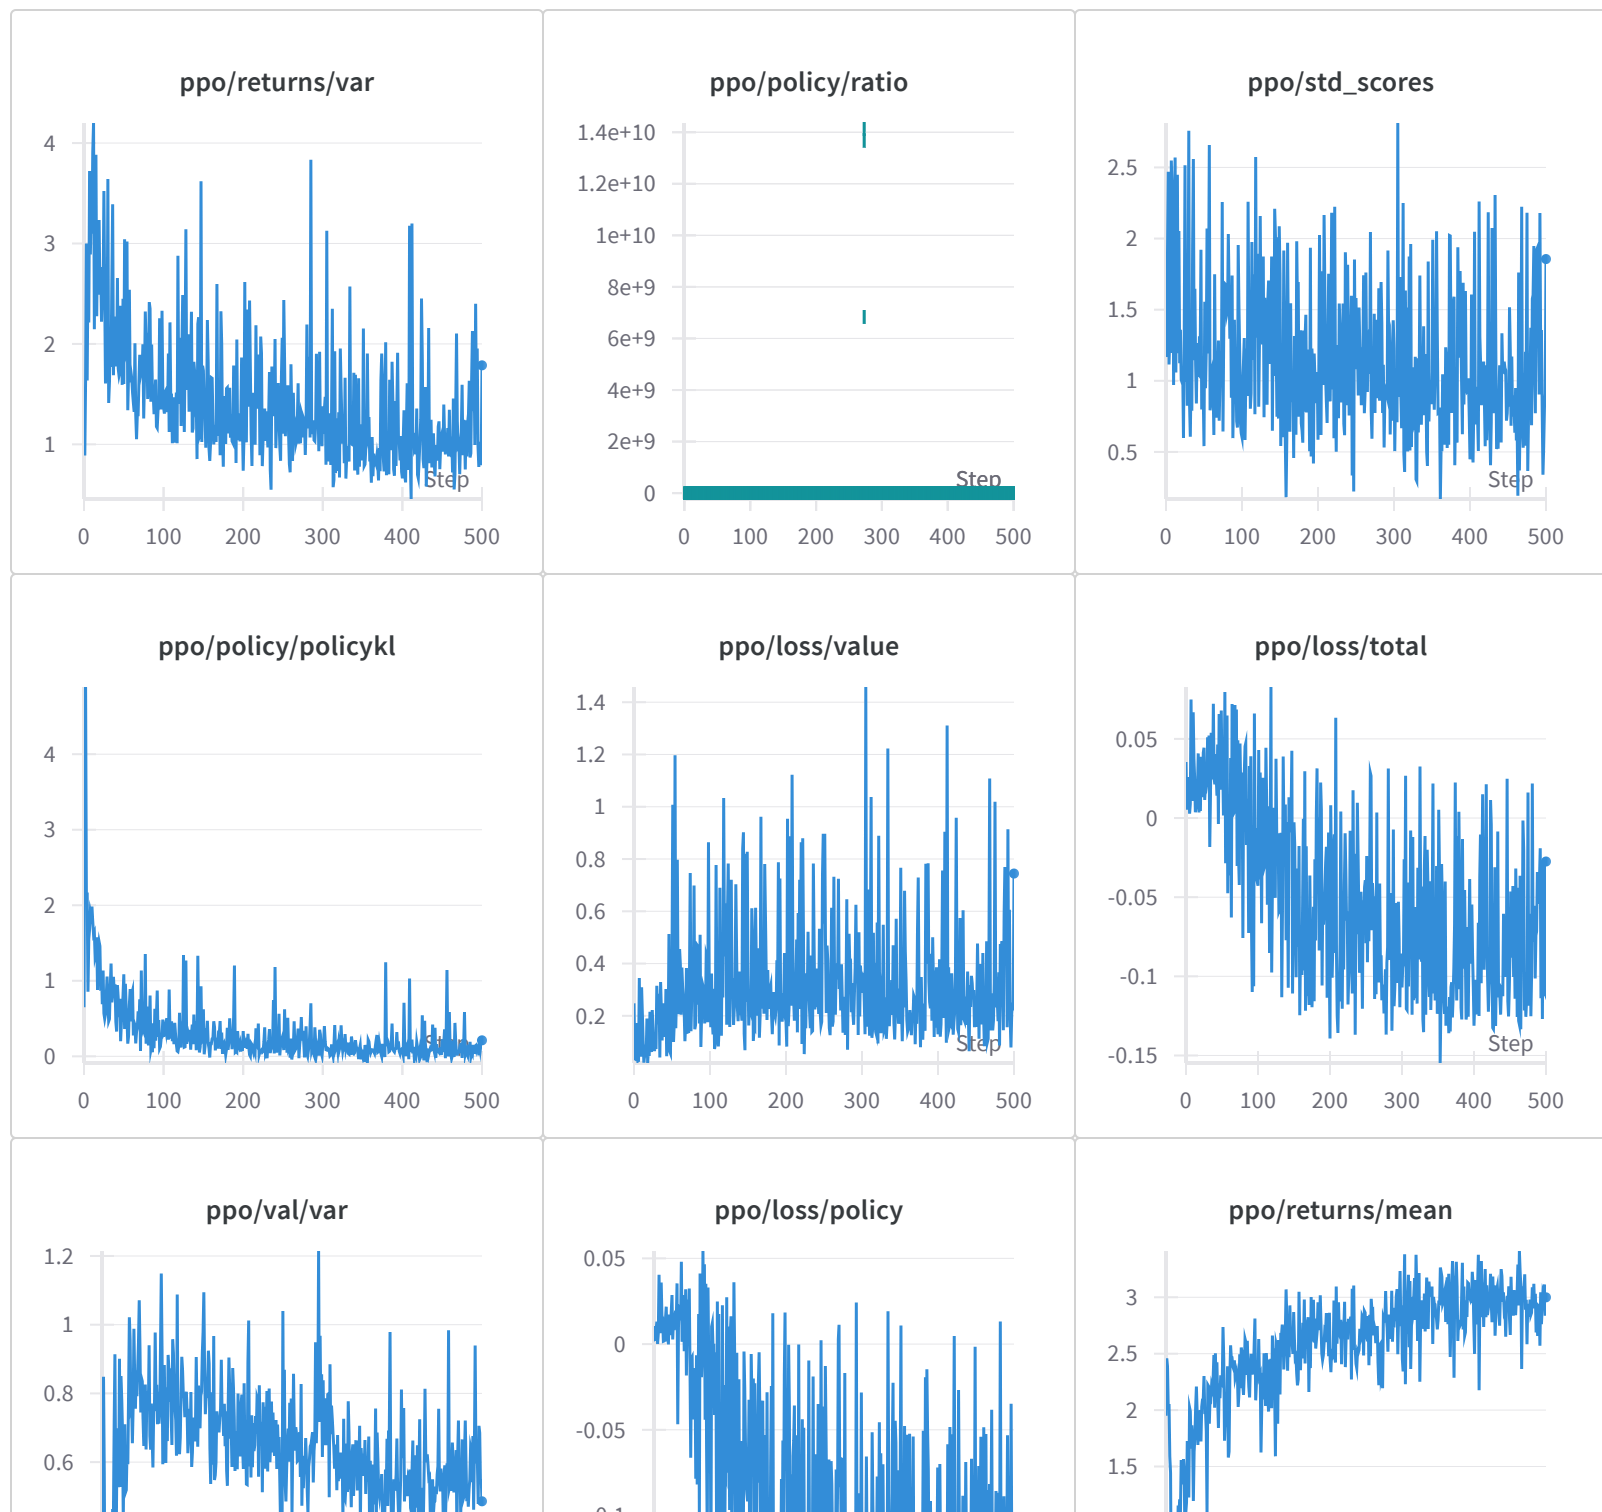 ppo/returns/var
4
3
2
1
Step
0 100 200 300 400 500
ppo/policy/ratio
1.4e+10
1.2e+10
1e+10
8e+9
6e+9
4e+9
2e+9
0
Step
0 100 200 300 400 500
ppo/std_scores
2.5
2
1.5
1
0.5
Step
0 100 200 300 400 500
ppo/policy/policykl
4
3
2
1
0
Step
0 100 200 300 400 500
ppo/loss/value
1.4
1.2
1
0.8
0.6
0.4
0.2
Step
0 100 200 300 400 500
ppo/loss/total
0.05
0
-0.05
-0.1
-0.15
Step
0 100 200 300 400 500
ppo/val/var
1.2
1
0.8
0.6
ppo/loss/policy
0.05
0
-0.05
ppo/returns/mean
3
2.5
2
1.5